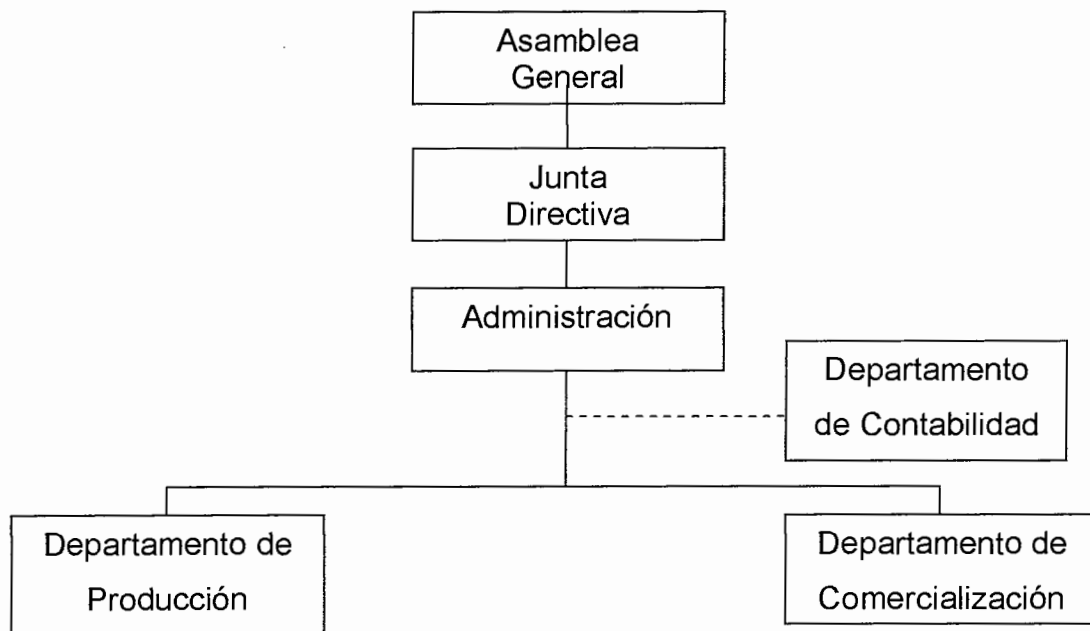 Asamblea
General
Junta
Directiva
Administración
Departamento
de Contabilidad
Departamento de
Producción
Departamento de
Comercialización